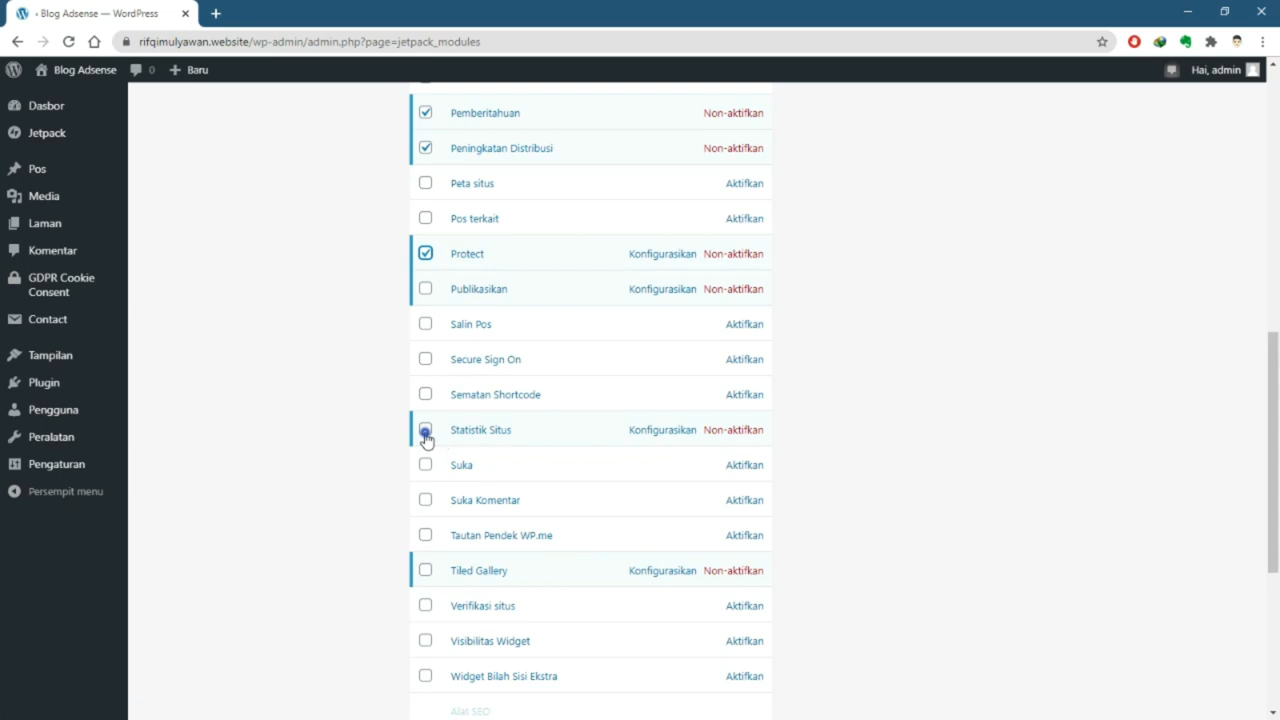 Blog Adsense — WordPress
rifqimulyawan.website/wp-admin/admin.php?page=jetpack_modules
Blog Adsense 0 Baru Hai, admin
Dasbor
Jetpack
Pos
Media
Laman
Komentar
GDPR Cookie
Consent
Contact
Tampilan
Plugin
Pengguna
Peralatan
Pengaturan
Persempit menu
Pemberitahuan Non-aktifkan
Peningkatan Distribusi Non-aktifkan
Peta situs Aktifkan
Pos terkait Aktifkan
Protect Konfigurasikan Non-aktifkan
Publikasikan Konfigurasikan Non-aktifkan
Salin Pos Aktifkan
Secure Sign On Aktifkan
Sematan Shortcode Aktifkan
Statistik Situs Konfigurasikan Non-aktifkan
Suka Aktifkan
Suka Komentar Aktifkan
Tautan Pendek WP.me Aktifkan
Tiled Gallery Konfigurasikan Non-aktifkan
Verifikasi situs Aktifkan
Visibilitas Widget Aktifkan
Widget Bilah Sisi Ekstra Aktifkan
Alat SEO